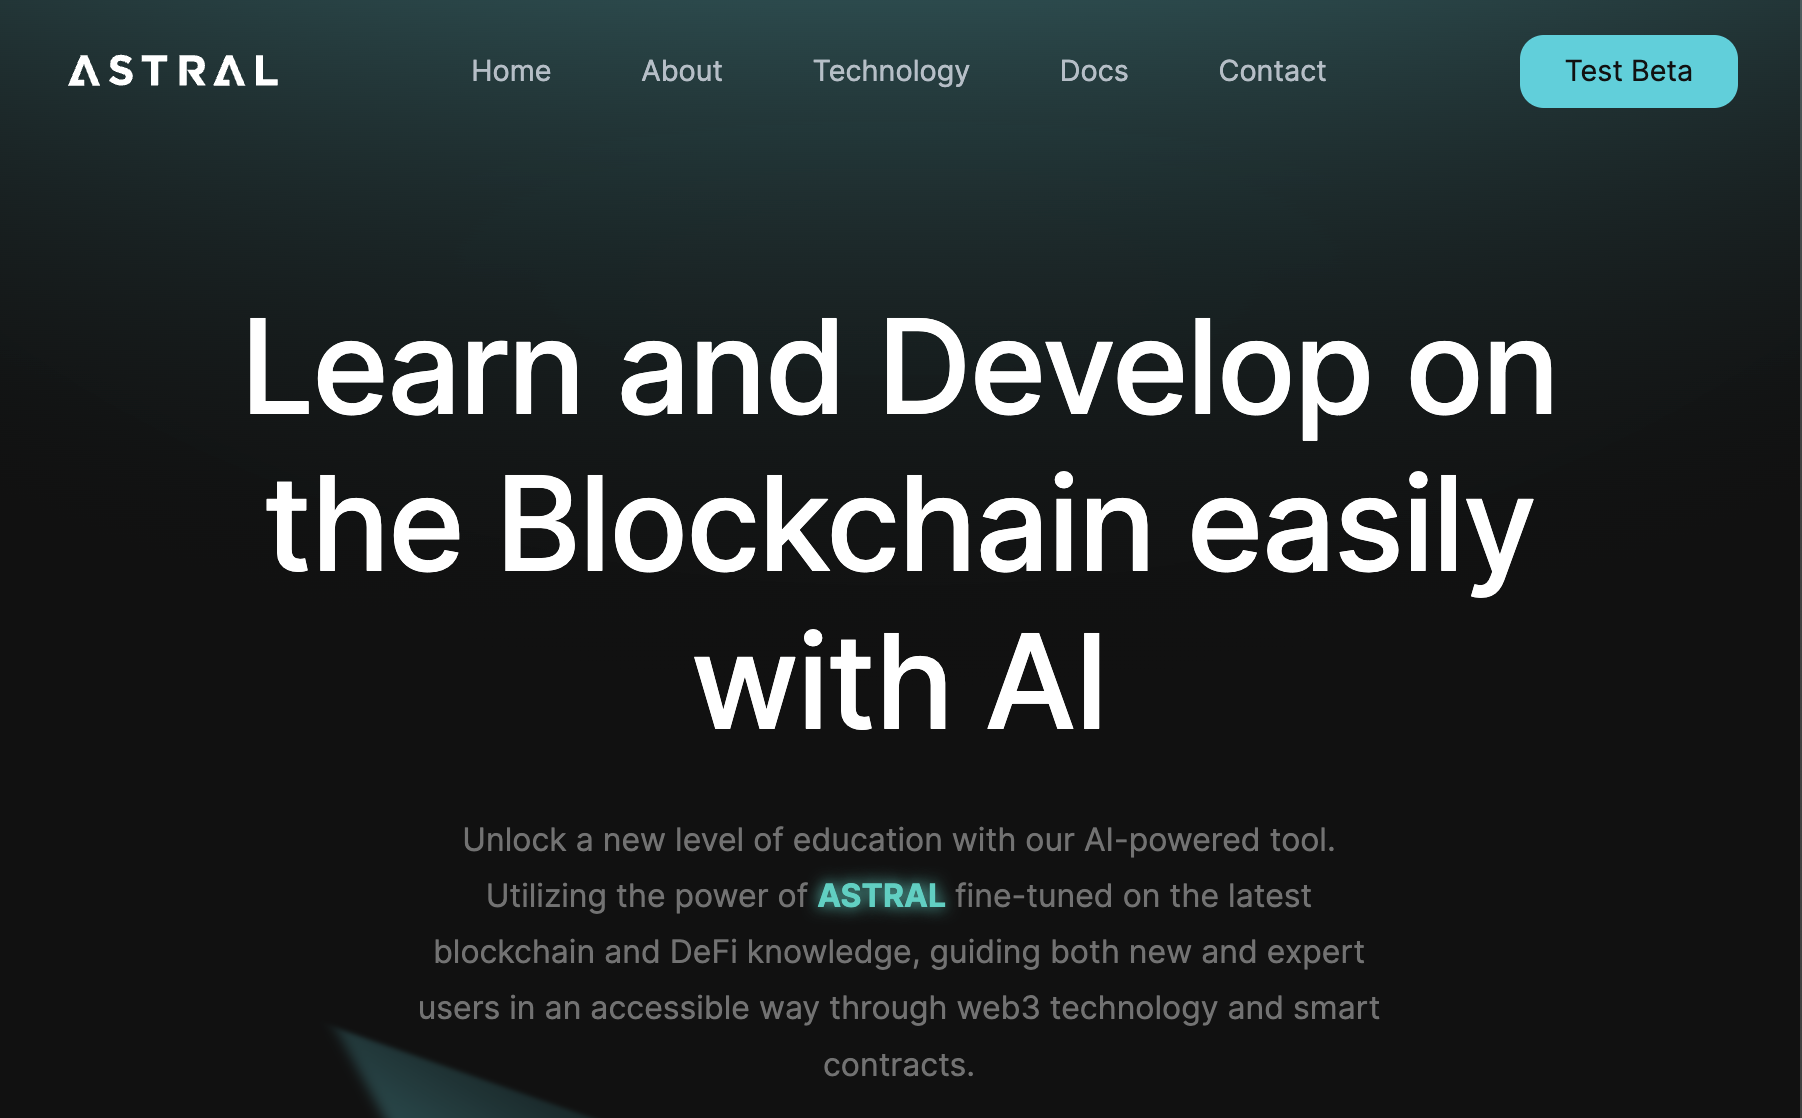 ASTRAL
Home
About
Technology
Docs
Contact
Test Beta
Learn and Develop on
the Blockchain easily
with AI
Unlock a new level of education with our AI-powered tool.
Utilizing the power of ASTRAL fine-tuned on the latest
blockchain and DeFi knowledge, guiding both new and expert
users in an accessible way through web3 technology and smart
contracts.